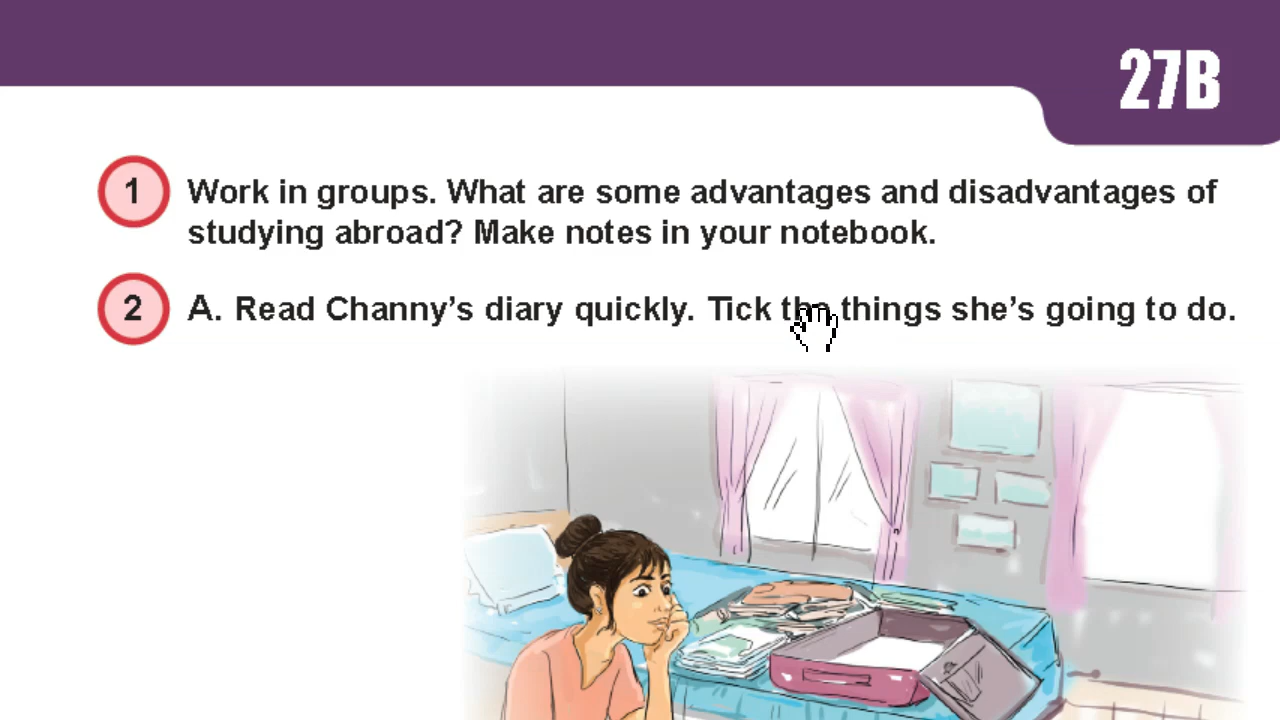 27B
1 Work in groups. What are some advantages and disadvantages of
studying abroad? Make notes in your notebook.
2 A. Read Channy's diary quickly. Tick the things she's going to do.